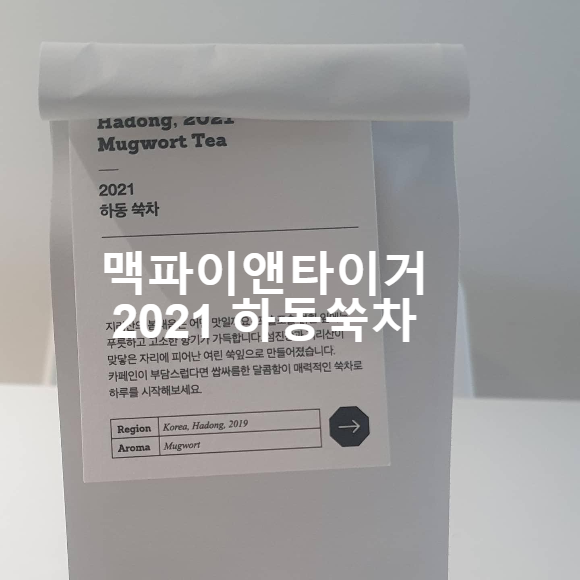 Hadong, 2021
Mugwort Tea
2021
하동 쑥차
맥파이앤타이거
2021 하동쑥차
푸릇하고 고소한 향기가 가득합니다.
맞닿은 자리에 피어난 여린 쑥잎으로 만들어졌습니다.
카페인이 부담스럽다면 쌉싸름한 달콤함이 매력적인 쑥차로
하루를 시작해보세요.
Region Korea, Hadong, 2019
Aroma Mugwort